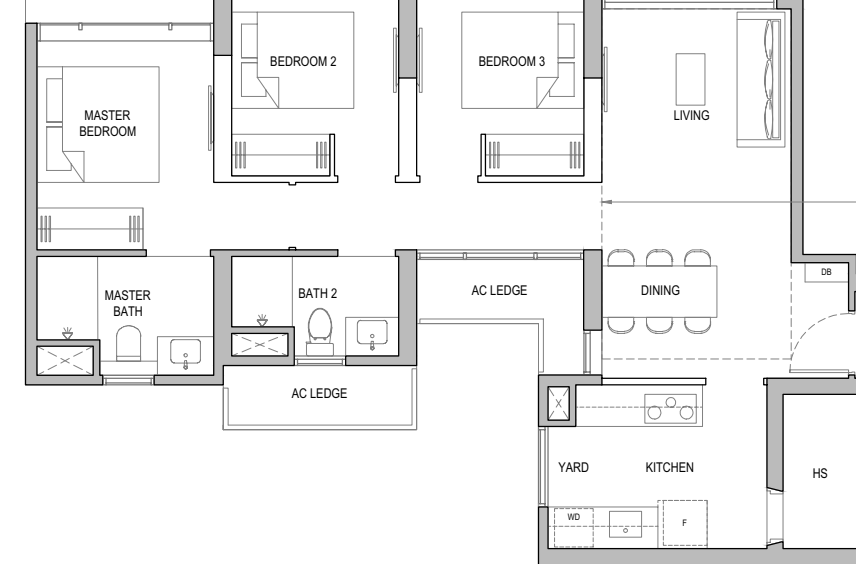 BEDROOM 2
BEDROOM 3
MASTER
BEDROOM
LIVING
DB
MASTER
BATH
BATH 2
AC LEDGE
DINING
AC LEDGE
YARD
KITCHEN
HS
WD
F